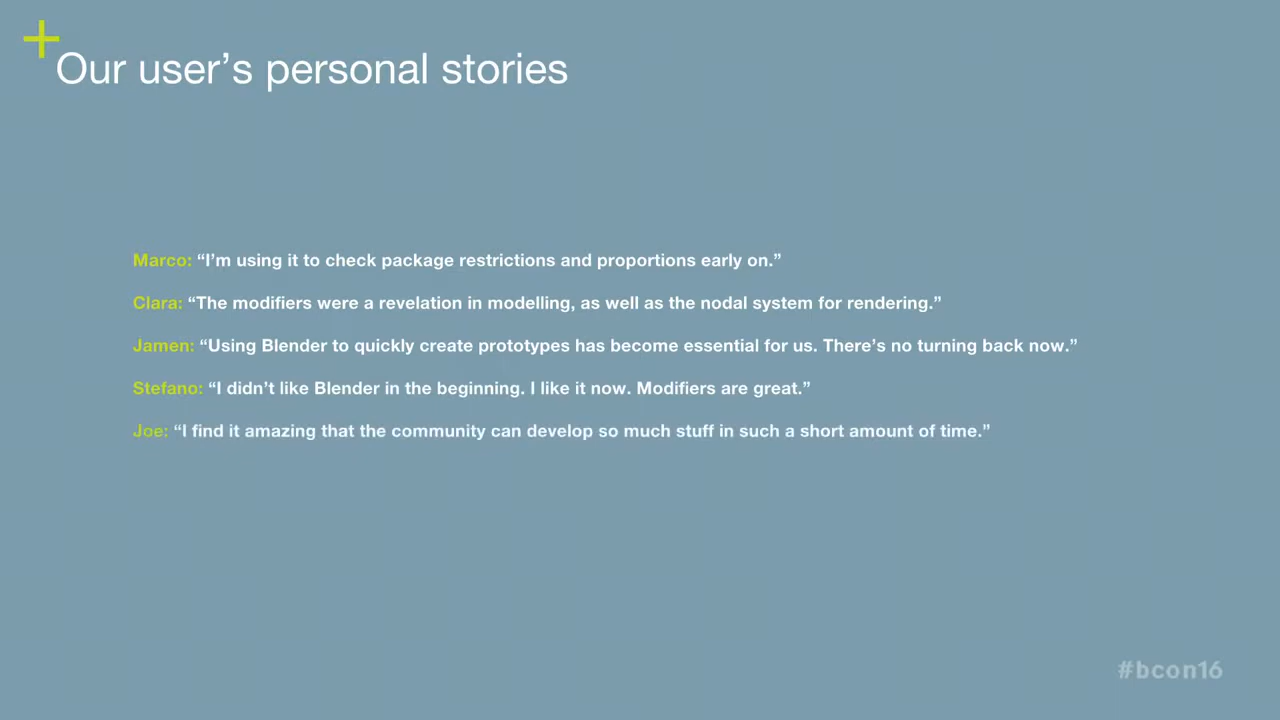 Our user’s personal stories
Marco: “I’m using it to check package restrictions and proportions early on.”
Clara: “The modifiers were a revelation in modelling, as well as the nodal system for rendering.”
Jamen: “Using Blender to quickly create prototypes has become essential for us. There’s no turning back now.”
Stefano: “I didn’t like Blender in the beginning. I like it now. Modifiers are great.”
Joe: “I find it amazing that the community can develop so much stuff in such a short amount of time.”
#bcon16